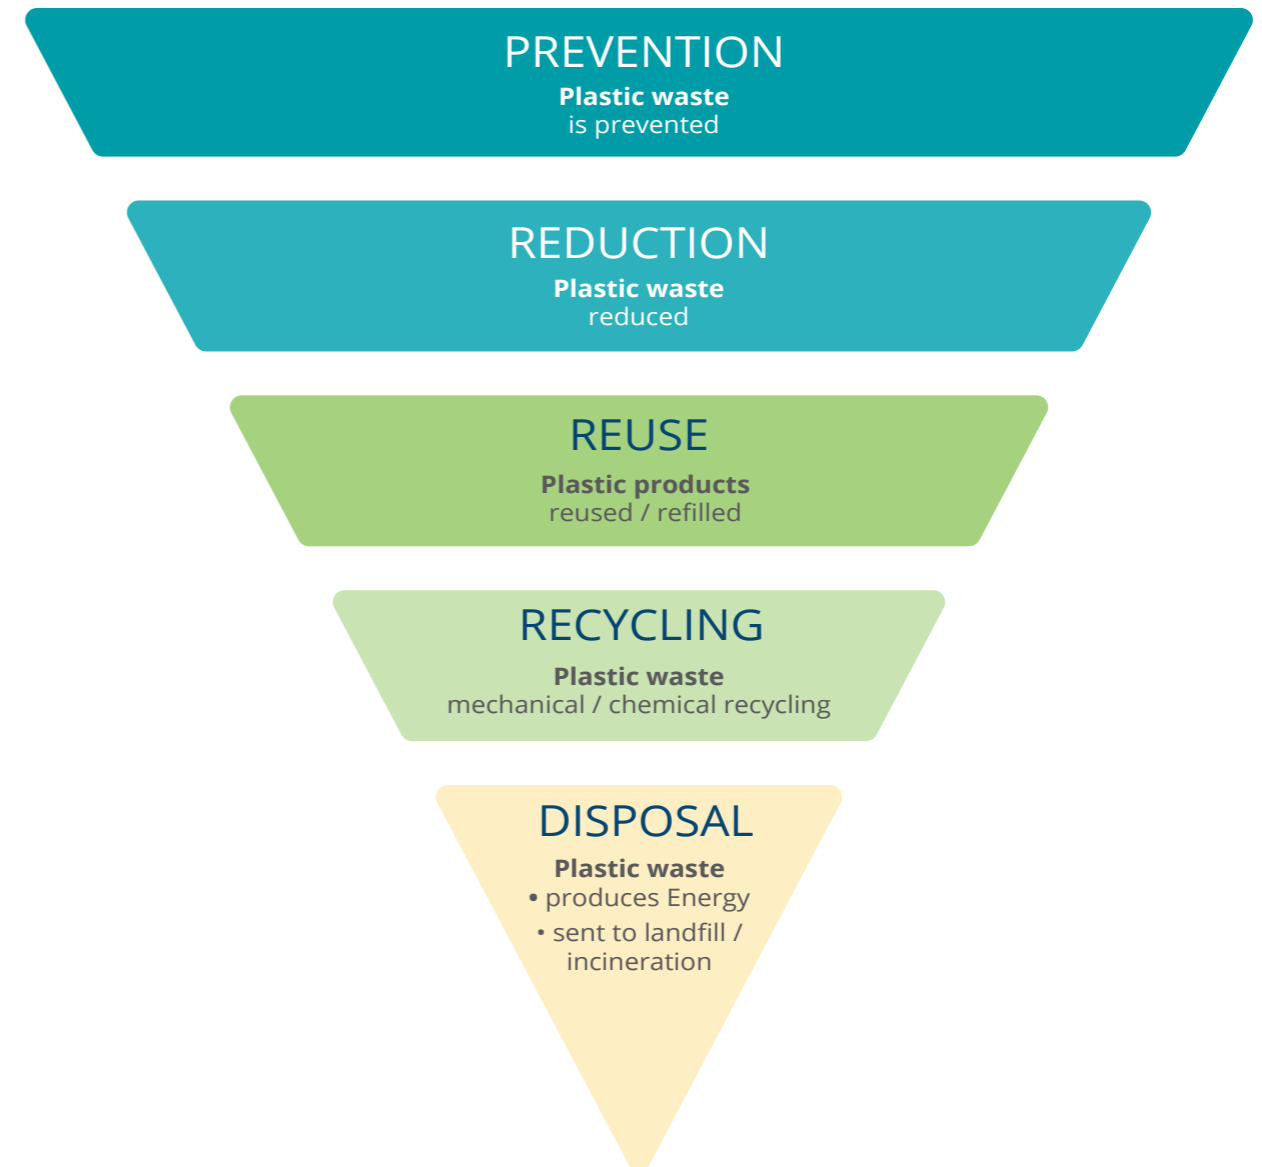 PREVENTION
Plastic waste
is prevented
REDUCTION
Plastic waste
reduced
REUSE
Plastic products
reused / refilled
RECYCLING
Plastic waste
mechanical / chemical recycling
DISPOSAL
Plastic waste
• produces Energy
• sent to landfill /
incineration